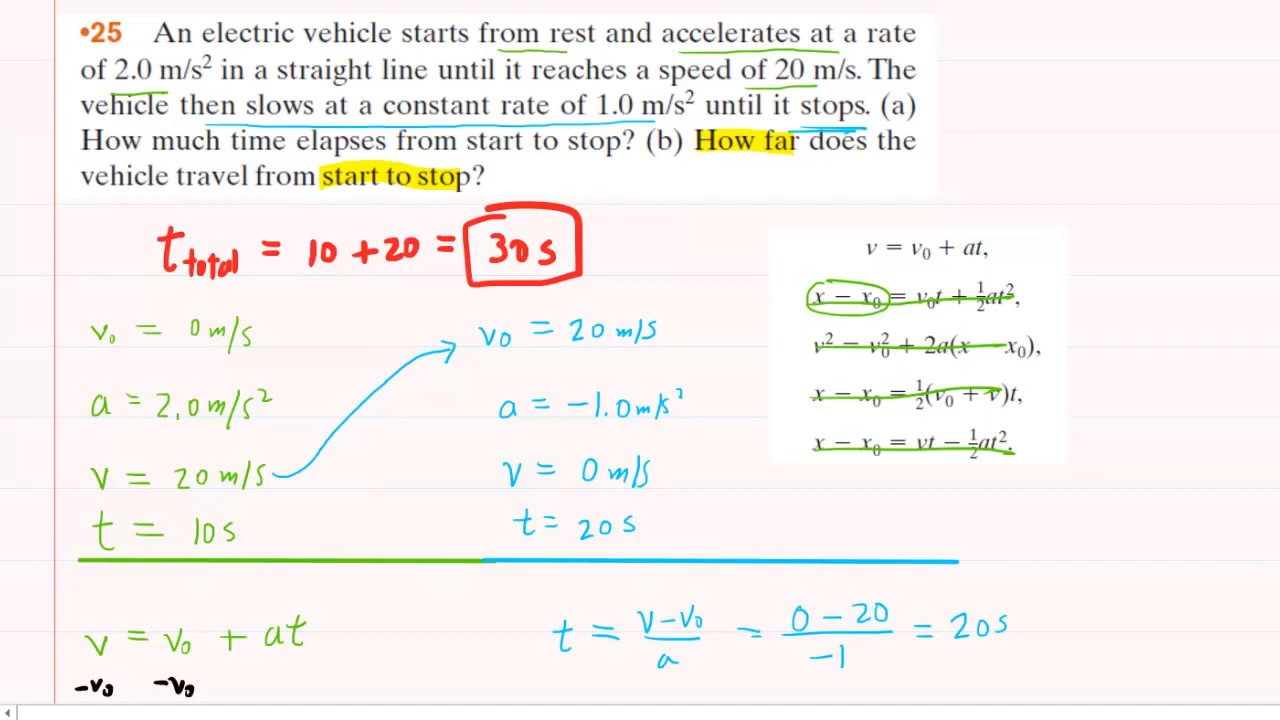 •25 An electric vehicle starts from rest and accelerates at a rate
of 2.0 m/s² in a straight line until it reaches a speed of 20 m/s. The
vehicle then slows at a constant rate of 1.0 m/s² until it stops. (a)
How much time elapses from start to stop? (b) How far does the
vehicle travel from start to stop?
t total = 10 + 20 = 30 s
v = v₀ + at,
x − x₀ = v₀t + ½at²,
v² = v₀² + 2a(x − x₀),
x − x₀ = ½(v₀ + v)t,
x − x₀ = vt − ½at².
v₀ = 0 m/s
a = 2.0 m/s²
v = 20 m/s
t = 10 s
v₀ = 20 m/s
a = −1.0 m/s²
v = 0 m/s
t = 20 s
v = v₀ + at
−v₀ −v₀
t = (v − v₀)/a = (0 − 20)/−1 = 20 s